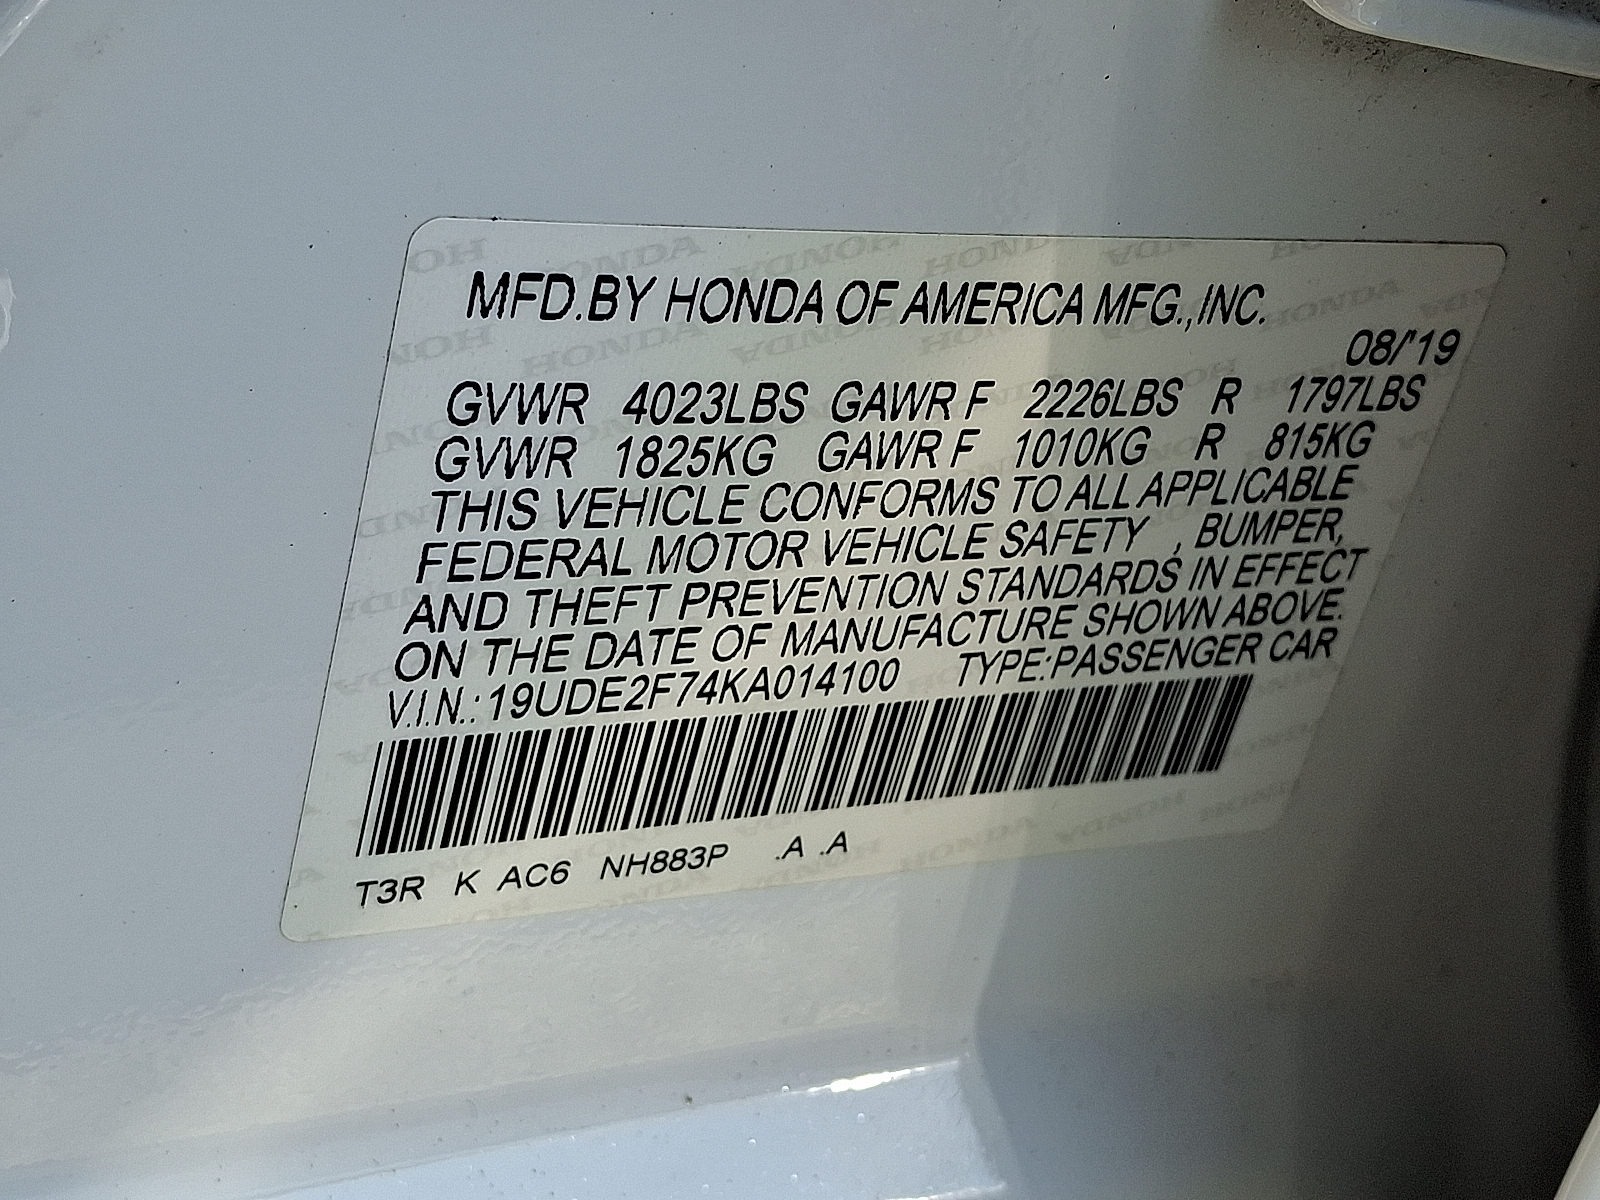 MFD.BY HONDA OF AMERICA MFG.,INC.
08/'19
GVWR 4023LBS GAWR F 2226LBS R 1797LBS
GVWR 1825KG GAWR F 1010KG R 815KG
THIS VEHICLE CONFORMS TO ALL APPLICABLE
FEDERAL MOTOR VEHICLE SAFETY , BUMPER,
AND THEFT PREVENTION STANDARDS IN EFFECT
ON THE DATE OF MANUFACTURE SHOWN ABOVE.
V.I.N.:19UDE2F74KA014100 TYPE:PASSENGER CAR
T3R K AC6 NH883P .A .A